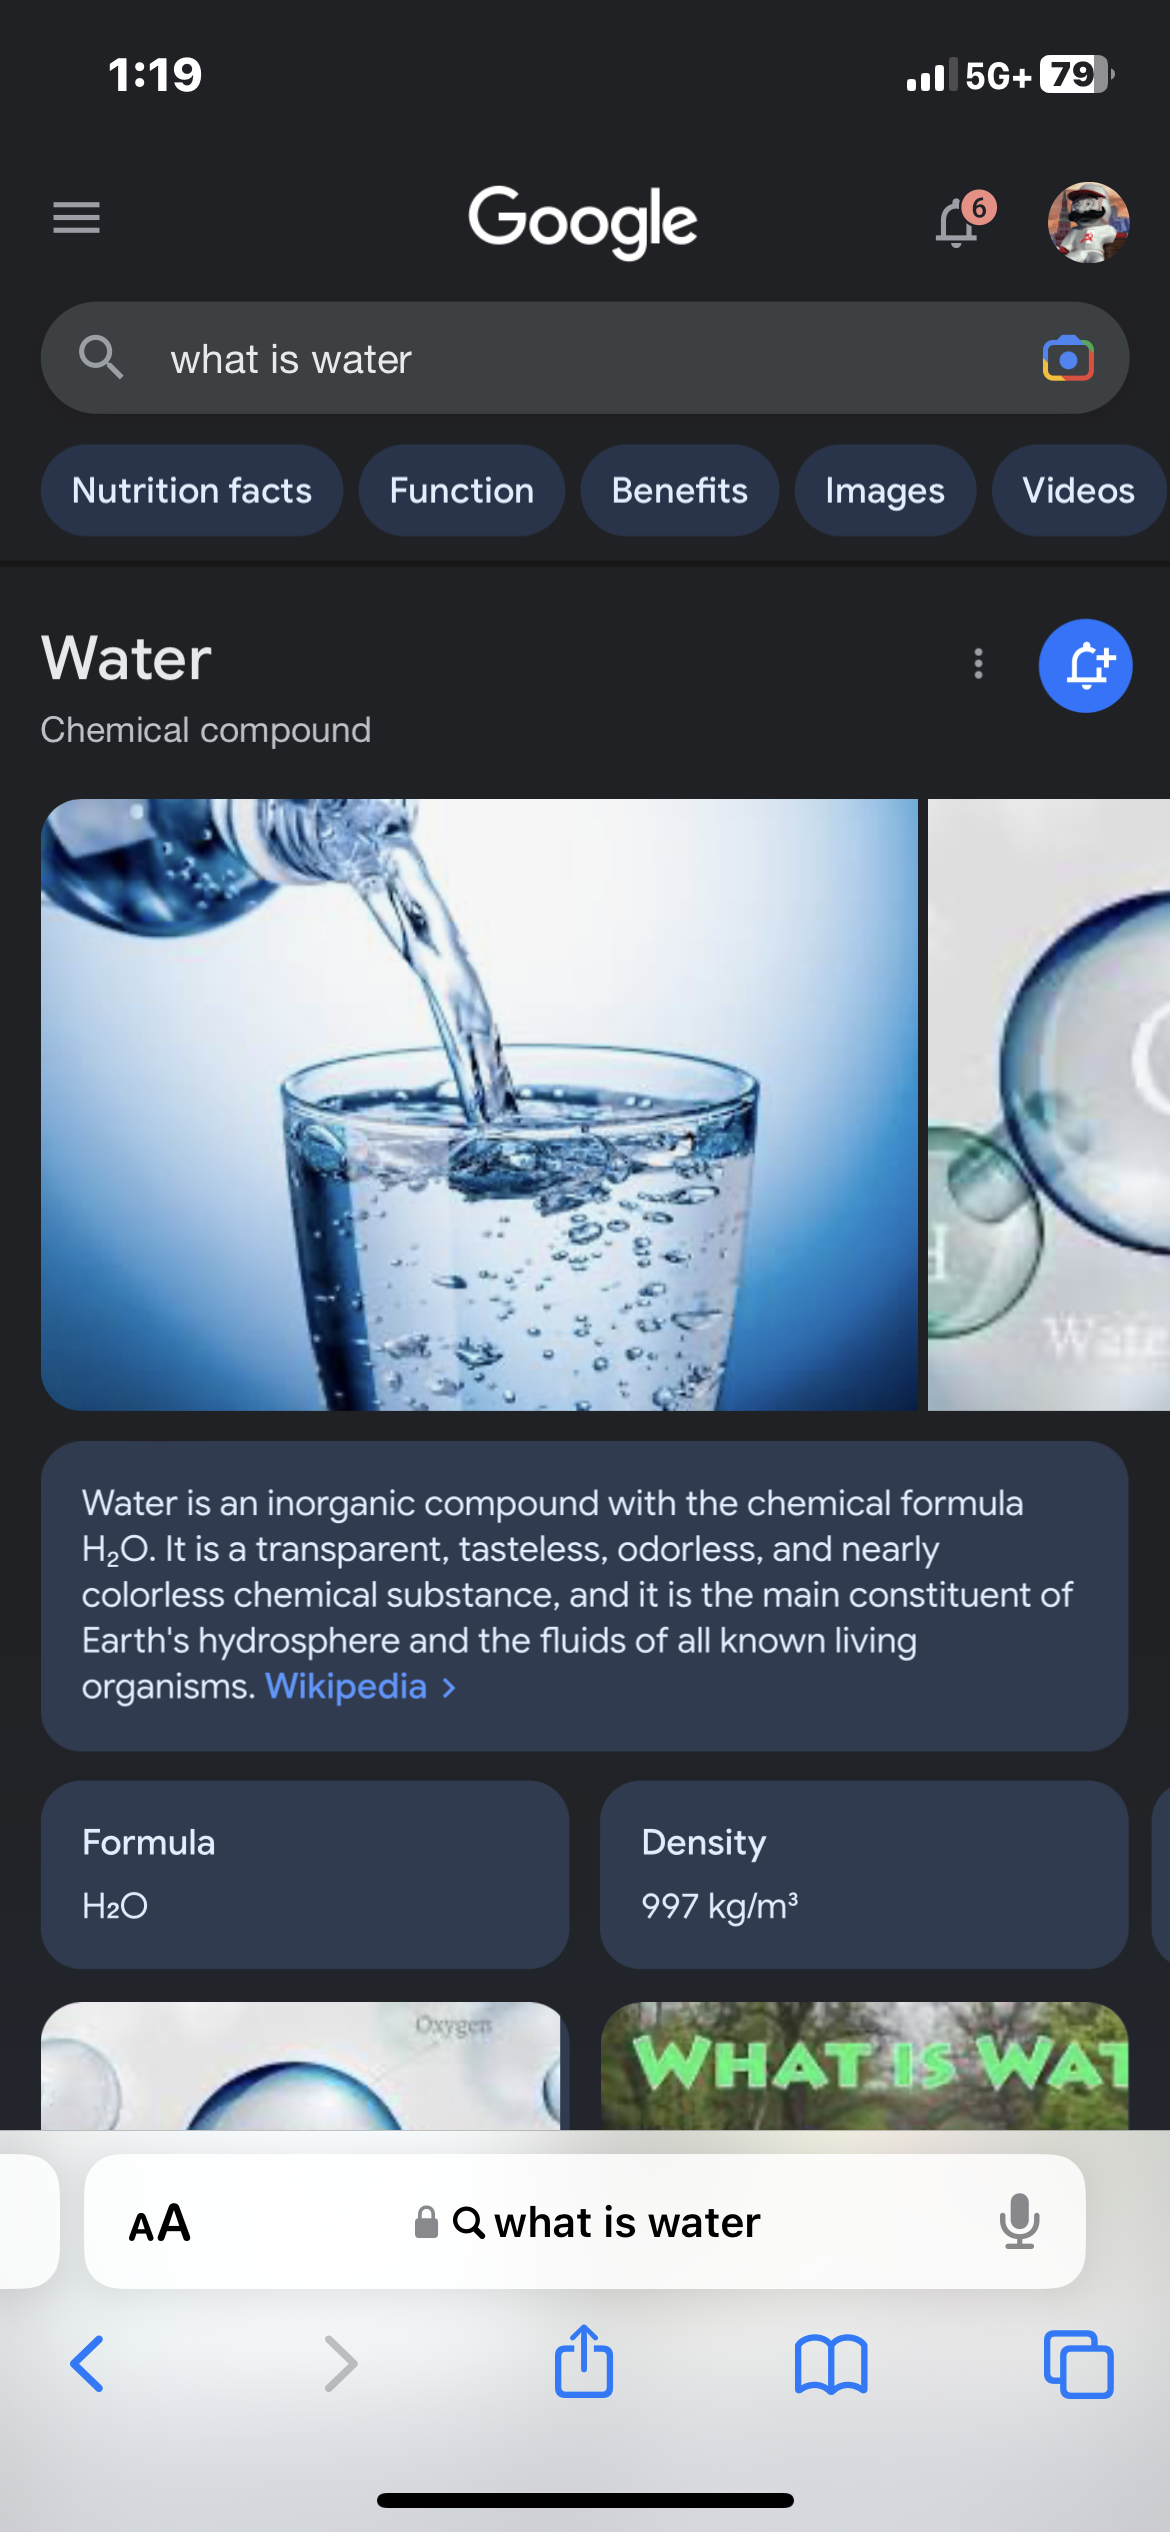 1:19
5G+ 79
Google
6
what is water
Nutrition facts Function Benefits Images Videos
Water
Chemical compound
H
Wate
Water is an inorganic compound with the chemical formula
H₂O. It is a transparent, tasteless, odorless, and nearly
colorless chemical substance, and it is the main constituent of
Earth's hydrosphere and the fluids of all known living
organisms. Wikipedia >
Formula
H₂O
Density
997 kg/m³
Oxygen
WHAT IS WAT
AA what is water